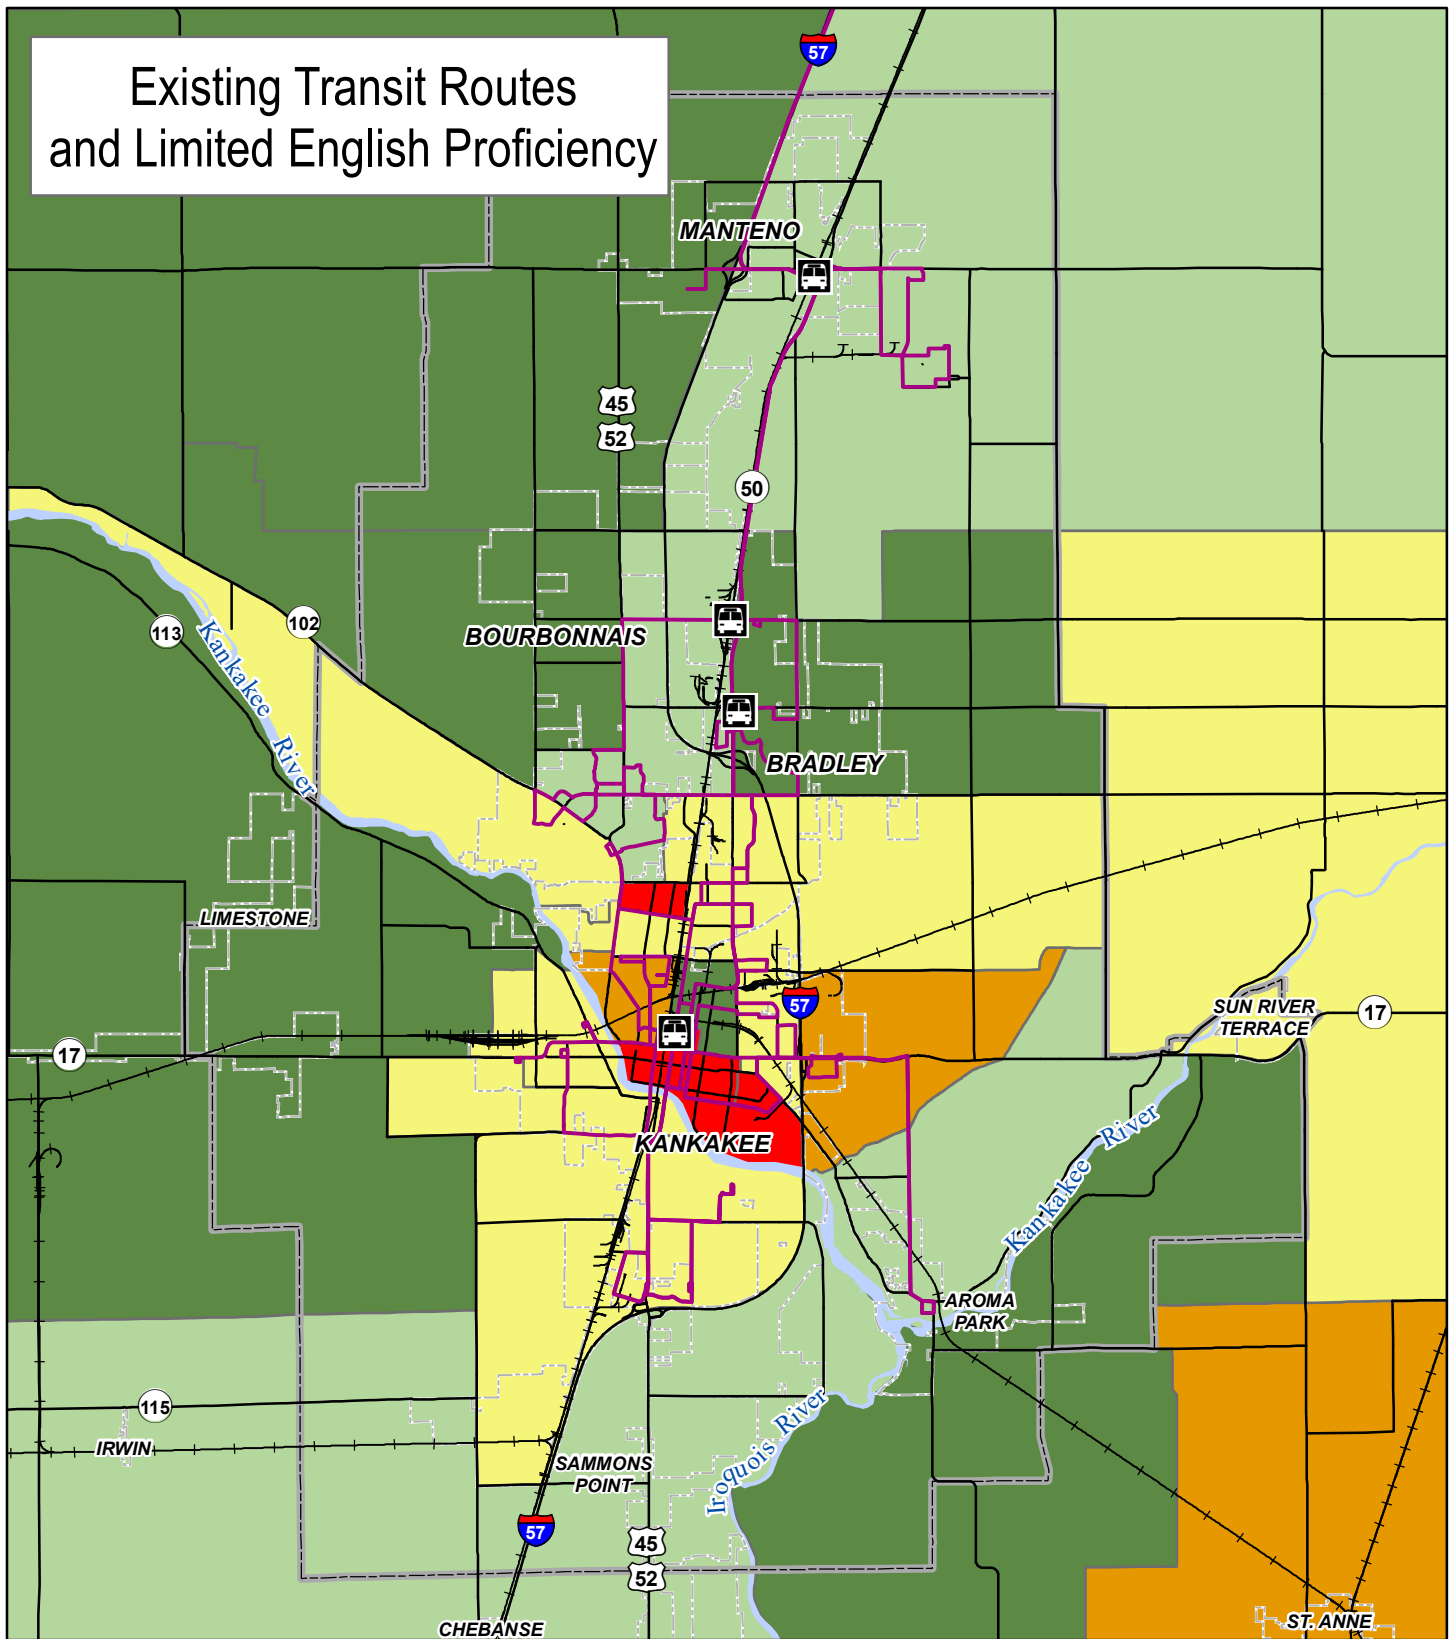 Existing Transit Routes
and Limited English Proficiency
57
MANTENO
45
52
50
113
102
Kankakee
River
BOURBONNAIS
BRADLEY
LIMESTONE
57
SUN RIVER
TERRACE
17
17
KANKAKEE
Kankakee River
AROMA
PARK
115
IRWIN
SAMMONS
POINT
Iroquois River
57
45
52
CHEBANSE
ST. ANNE